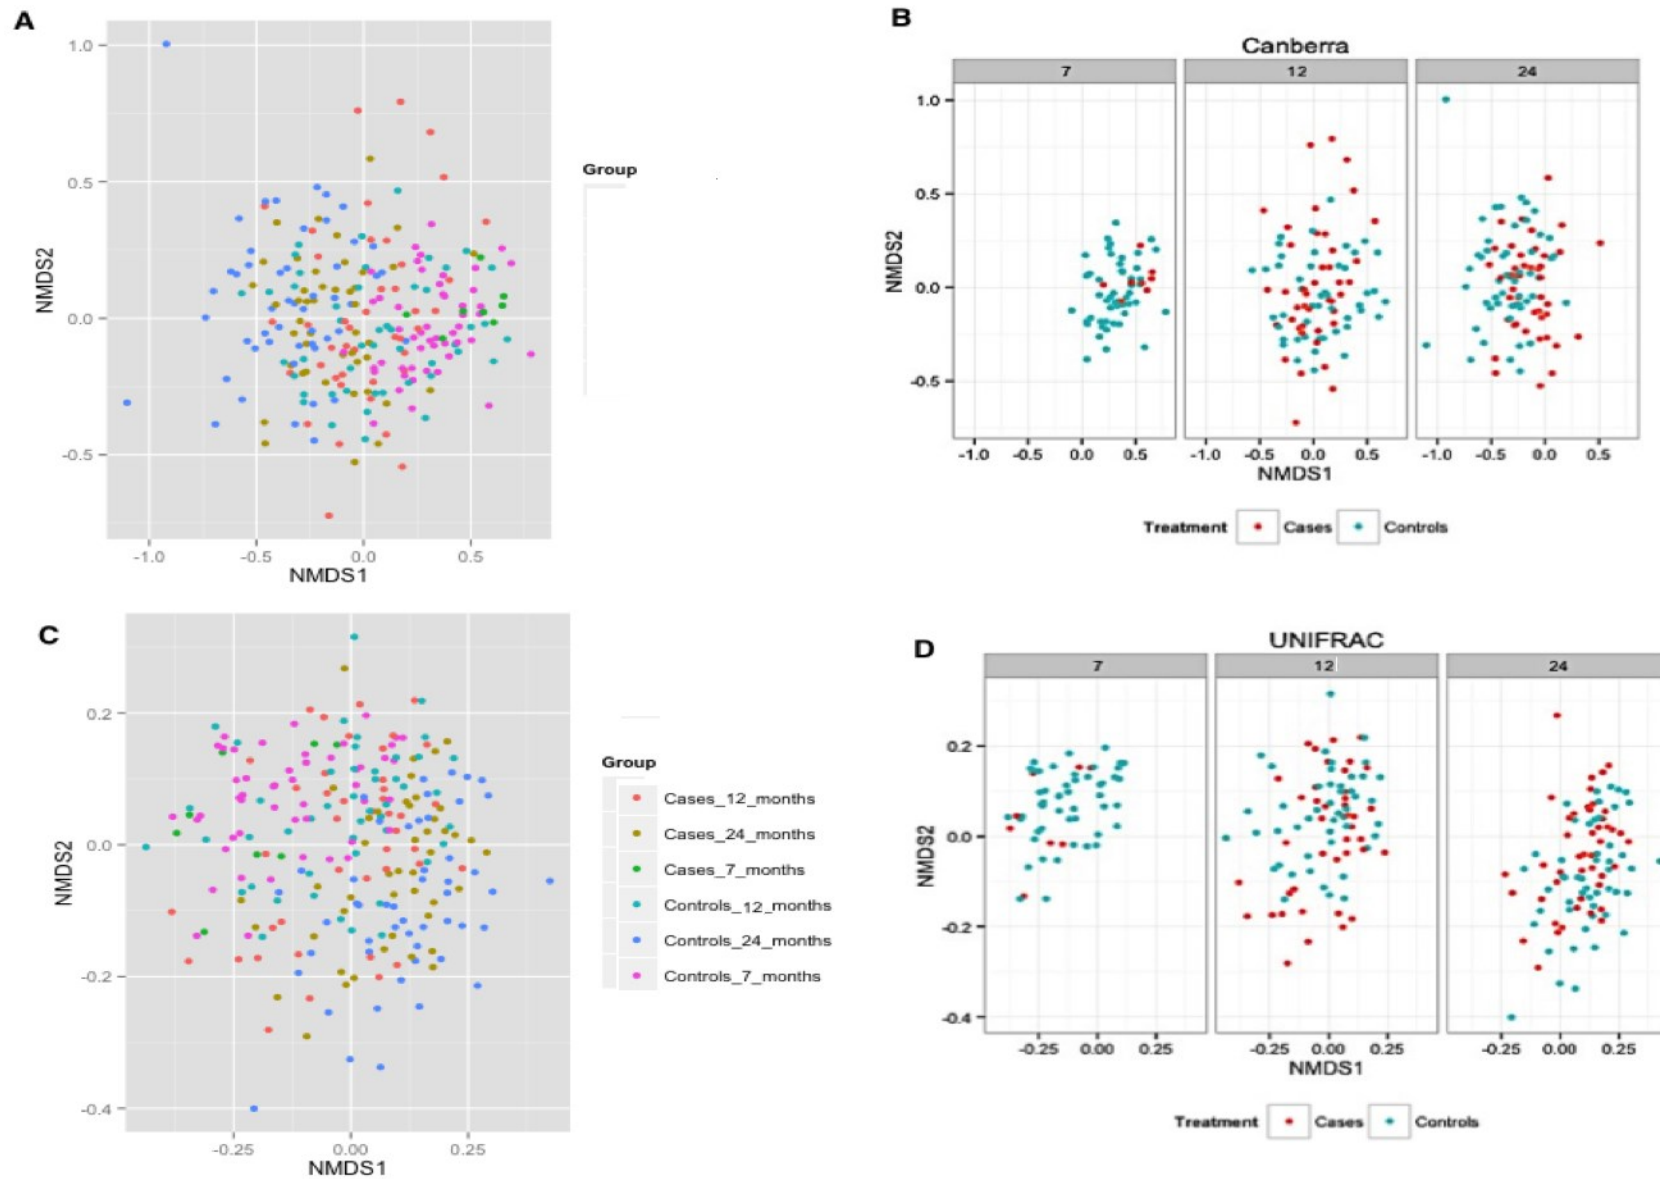 A
1.0
0.5
0.0
-0.5
NMDS2
-1.0 -0.5 0.0 0.5
NMDS1
Group
B
Canberra
7 12 24
1.0
0.5
0.0
-0.5
NMDS2
-1.0 -0.5 0.0 0.5 -1.0 -0.5 0.0 0.5 -1.0 -0.5 0.0 0.5
NMDS1
Treatment Cases Controls
C
0.2
0.0
-0.2
-0.4
NMDS2
-0.25 0.00 0.25
NMDS1
Group
Cases_12_months
Cases_24_months
Cases_7_months
Controls_12_months
Controls_24_months
Controls_7_months
D
UNIFRAC
7 12 24
0.2
0.0
-0.2
-0.4
NMDS2
-0.25 0.00 0.25 -0.25 0.00 0.25 -0.25 0.00 0.25
NMDS1
Treatment Cases Controls